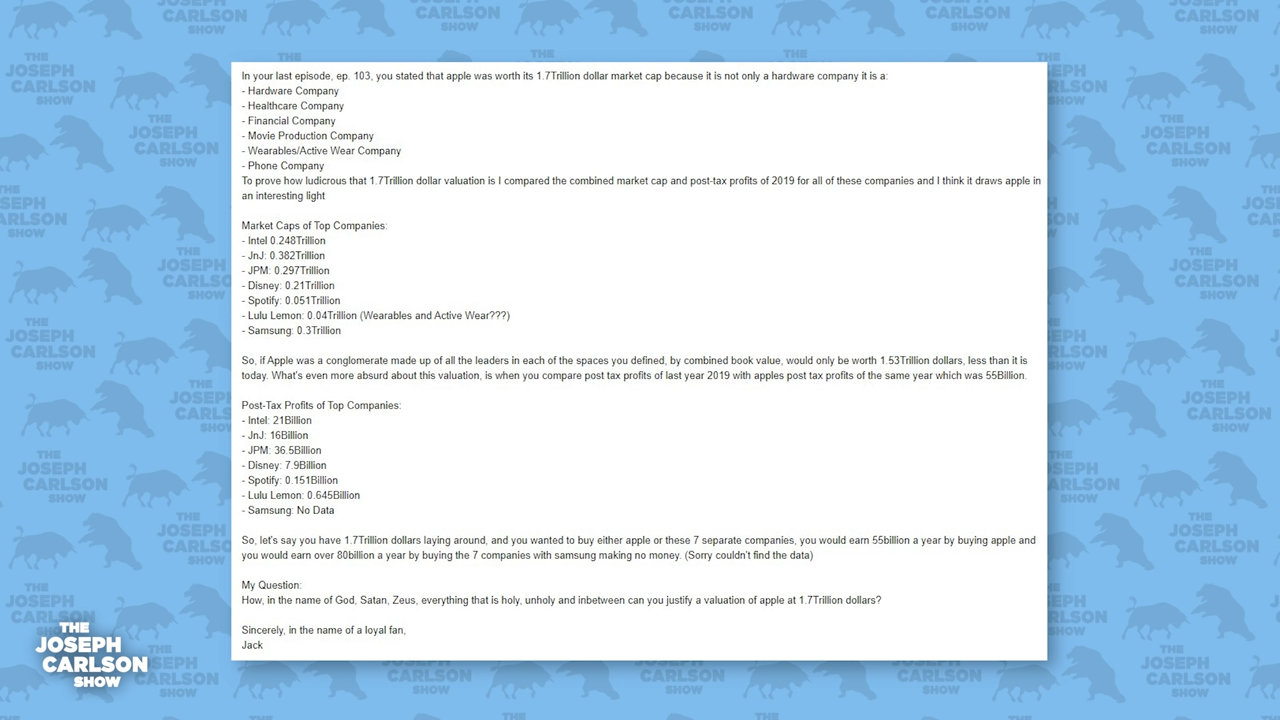 In your last episode, ep. 103, you stated that apple was worth its 1.7Trillion dollar market cap because it is not only a hardware company it is a:
- Hardware Company
- Healthcare Company
- Financial Company
- Movie Production Company
- Wearables/Active Wear Company
- Phone Company
To prove how ludicrous that 1.7Trillion dollar valuation is I compared the combined market cap and post-tax profits of 2019 for all of these companies and I think it draws apple in
an interesting light
Market Caps of Top Companies:
- Intel 0.248Trillion
- JnJ: 0.382Trillion
- JPM: 0.297Trillion
- Disney: 0.21Trillion
- Spotify: 0.051Trillion
- Lulu Lemon: 0.04Trillion (Wearables and Active Wear???)
- Samsung: 0.3Trillion
So, if Apple was a conglomerate made up of all the leaders in each of the spaces you defined, by combined book value, would only be worth 1.53Trillion dollars, less than it is
today. What's even more absurd about this valuation, is when you compare post tax profits of last year 2019 with apples post tax profits of the same year which was 55Billion.
Post-Tax Profits of Top Companies:
- Intel: 21Billion
- JnJ: 16Billion
- JPM: 36.5Billion
- Disney: 7.9Billion
- Spotify: 0.151Billion
- Lulu Lemon: 0.645Billion
- Samsung: No Data
So, let's say you have 1.7Trillion dollars laying around, and you wanted to buy either apple or these 7 separate companies, you would earn 55billion a year by buying apple and
you would earn over 80billion a year by buying the 7 companies with samsung making no money. (Sorry couldn't find the data)
My Question:
How, in the name of God, Satan, Zeus, everything that is holy, unholy and inbetween can you justify a valuation of apple at 1.7Trillion dollars?
Sincerely, in the name of a loyal fan,
Jack
THE
JOSEPH
CARLSON
SHOW